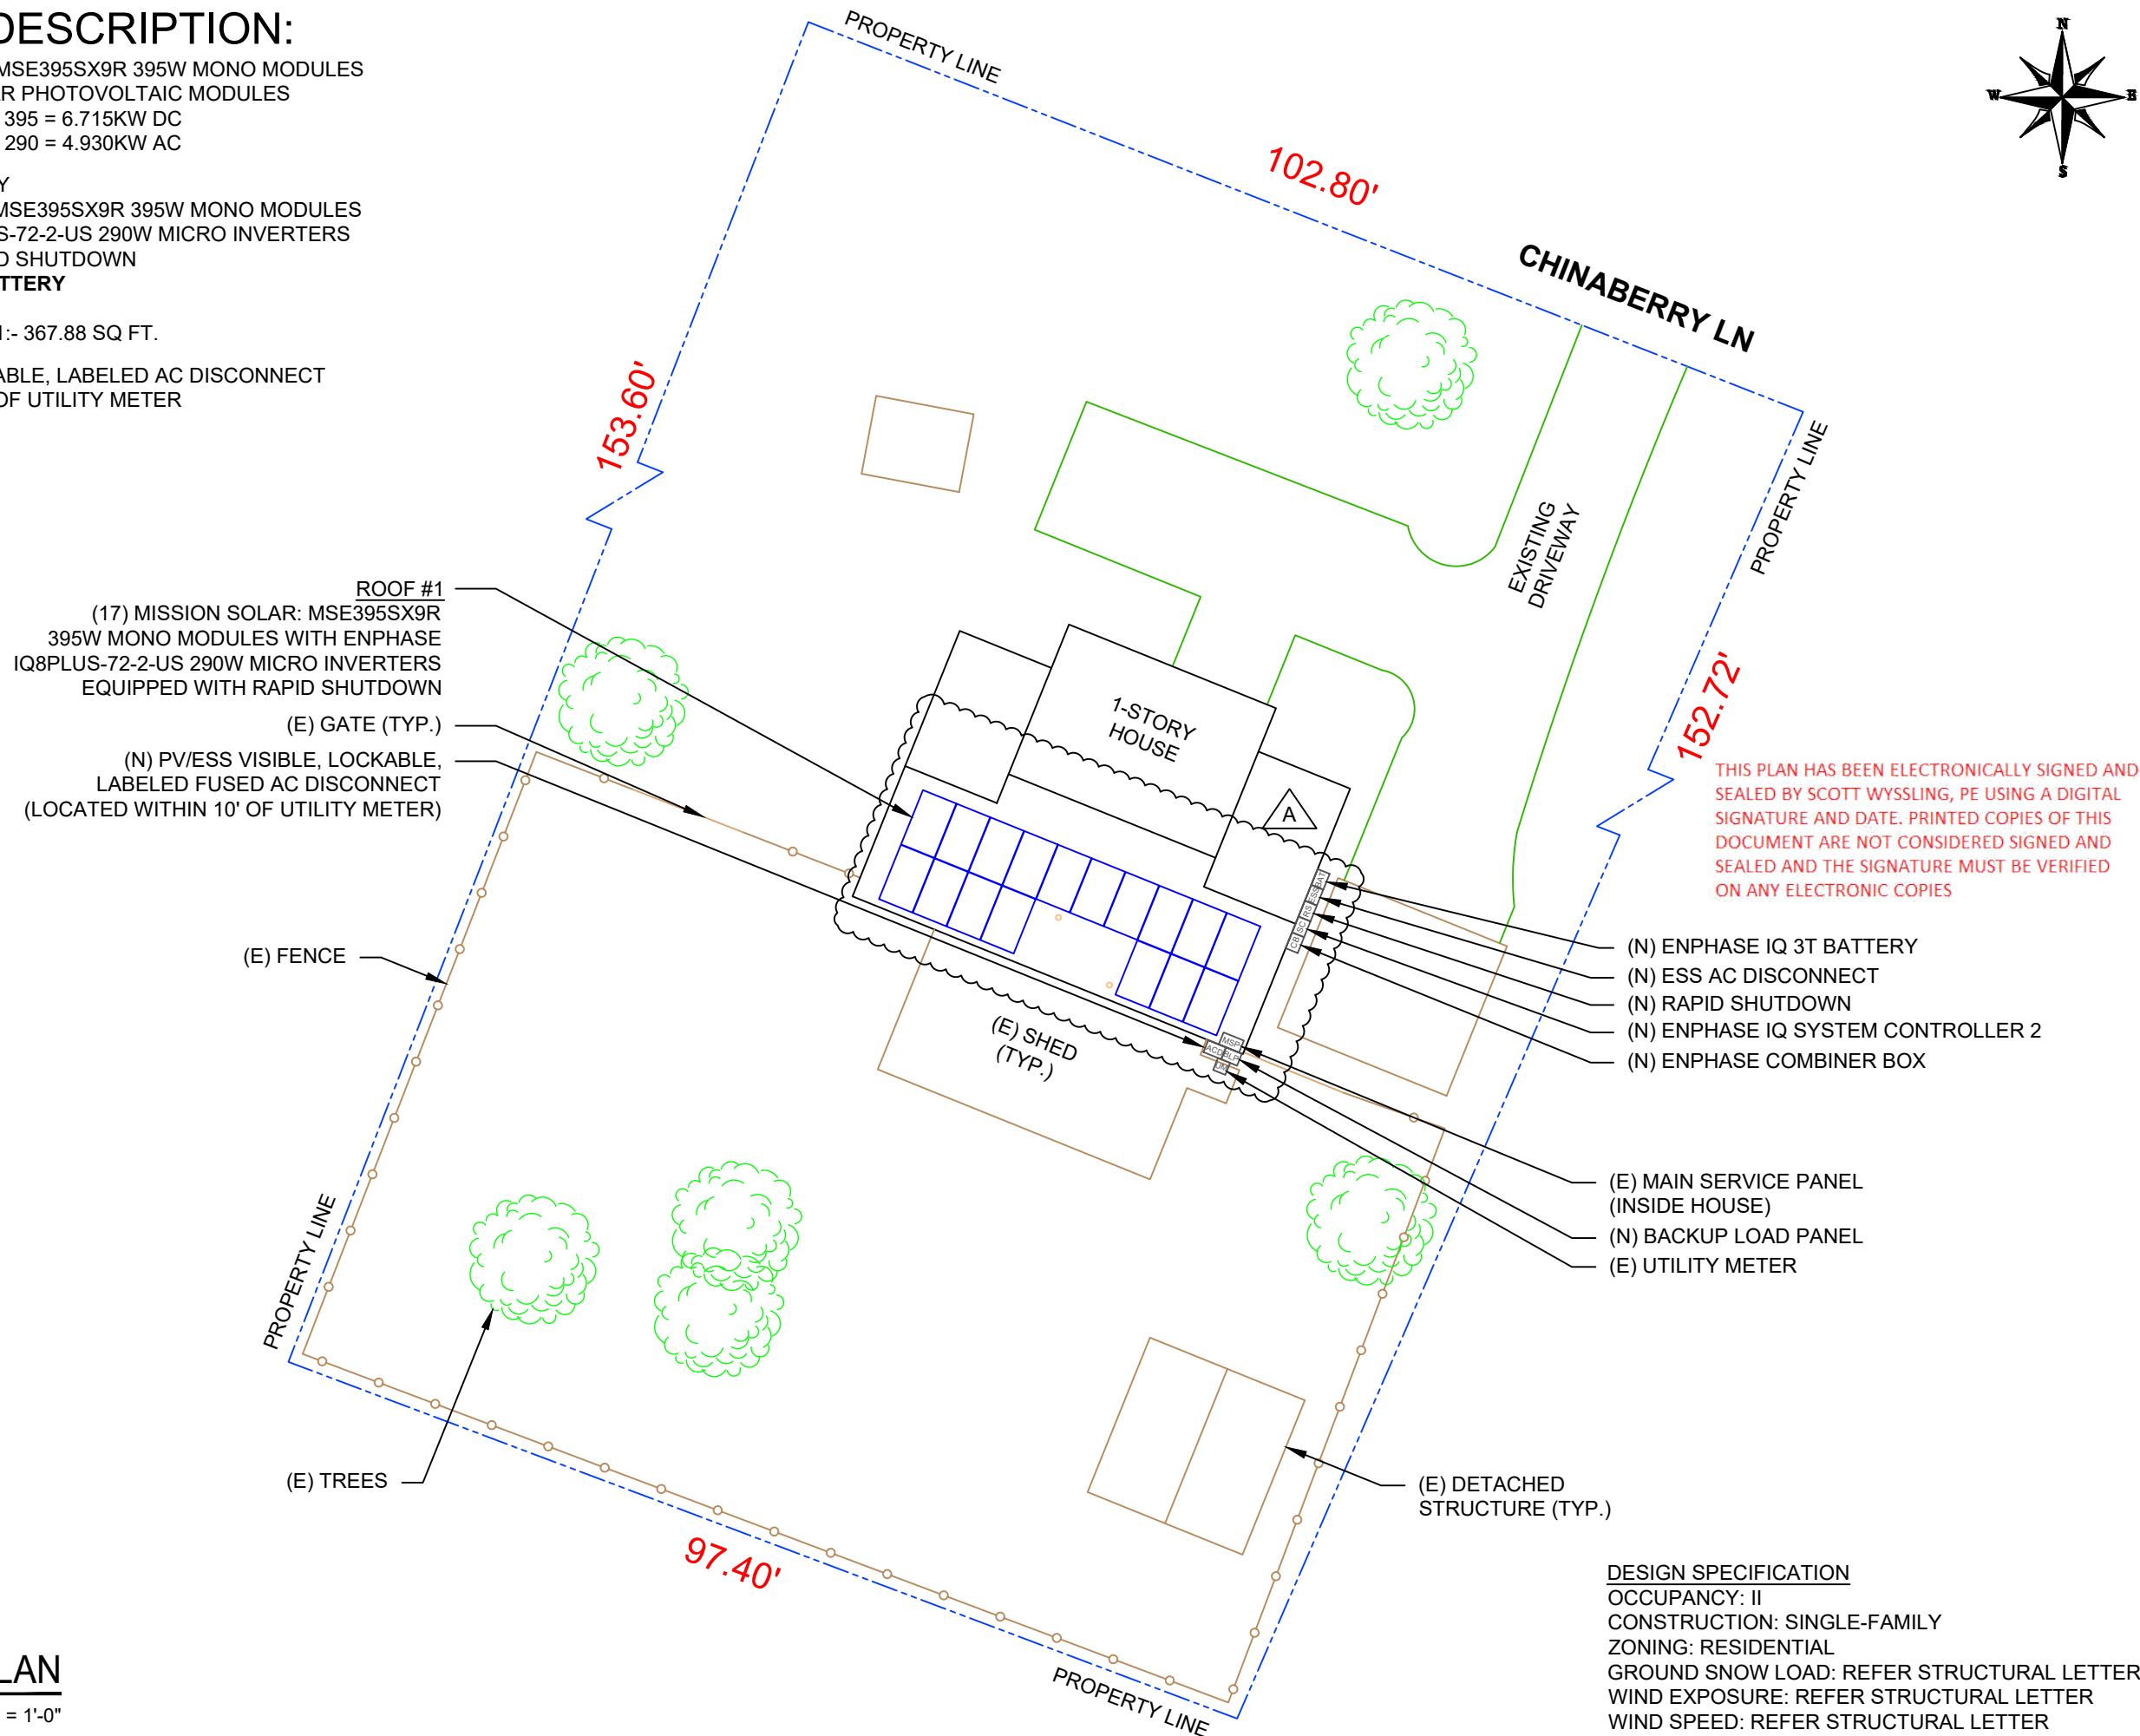 DESCRIPTION:
MSE395SX9R 395W MONO MODULES
R PHOTOVOLTAIC MODULES
395 = 6.715KW DC
290 = 4.930KW AC
Y
MSE395SX9R 395W MONO MODULES
S-72-2-US 290W MICRO INVERTERS
D SHUTDOWN
TTERY
1:- 367.88 SQ FT.
ABLE, LABELED AC DISCONNECT
OF UTILITY METER
PROPERTY LINE
N
W
E
S
102.80'
CHINABERRY LN
153.60'
PROPERTY LINE
EXISTING
DRIVEWAY
152.72'
ROOF #1
(17) MISSION SOLAR: MSE395SX9R
395W MONO MODULES WITH ENPHASE
IQ8PLUS-72-2-US 290W MICRO INVERTERS
EQUIPPED WITH RAPID SHUTDOWN
(E) GATE (TYP.)
(N) PV/ESS VISIBLE, LOCKABLE,
LABELED FUSED AC DISCONNECT
(LOCATED WITHIN 10' OF UTILITY METER)
1-STORY
HOUSE
A
THIS PLAN HAS BEEN ELECTRONICALLY SIGNED AND
SEALED BY SCOTT WYSSLING, PE USING A DIGITAL
SIGNATURE AND DATE. PRINTED COPIES OF THIS
DOCUMENT ARE NOT CONSIDERED SIGNED AND
SEALED AND THE SIGNATURE MUST BE VERIFIED
ON ANY ELECTRONIC COPIES
BAT
ESS
RS
SC
CB
(N) ENPHASE IQ 3T BATTERY
(N) ESS AC DISCONNECT
(N) RAPID SHUTDOWN
(N) ENPHASE IQ SYSTEM CONTROLLER 2
(N) ENPHASE COMBINER BOX
(E) FENCE
(E) SHED
(TYP.)
MSP
ACD
BLP
UM
(E) MAIN SERVICE PANEL
(INSIDE HOUSE)
(N) BACKUP LOAD PANEL
(E) UTILITY METER
PROPERTY LINE
(E) TREES
(E) DETACHED
STRUCTURE (TYP.)
97.40'
PROPERTY LINE
DESIGN SPECIFICATION
OCCUPANCY: II
CONSTRUCTION: SINGLE-FAMILY
ZONING: RESIDENTIAL
GROUND SNOW LOAD: REFER STRUCTURAL LETTER
WIND EXPOSURE: REFER STRUCTURAL LETTER
WIND SPEED: REFER STRUCTURAL LETTER
LAN
= 1'-0"